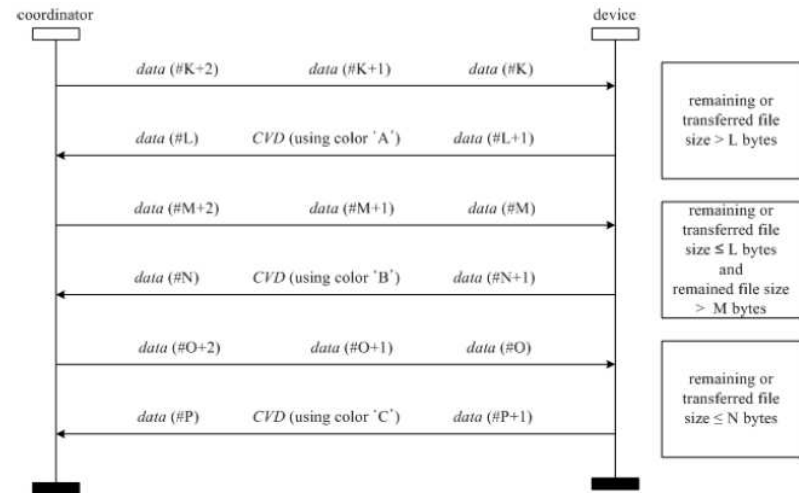 coordinator device
data (#K+2) data (#K+1) data (#K)
remaining or
transferred file
size > L bytes
data (#L) CVD (using color 'A') data (#L+1)
data (#M+2) data (#M+1) data (#M)
remaining or
transferred file
size ≤ L bytes
and
remained file size
> M bytes
data (#N) CVD (using color 'B') data (#N+1)
data (#O+2) data (#O+1) data (#O)
remaining or
transferred file
size ≤ N bytes
data (#P) CVD (using color 'C') data (#P+1)